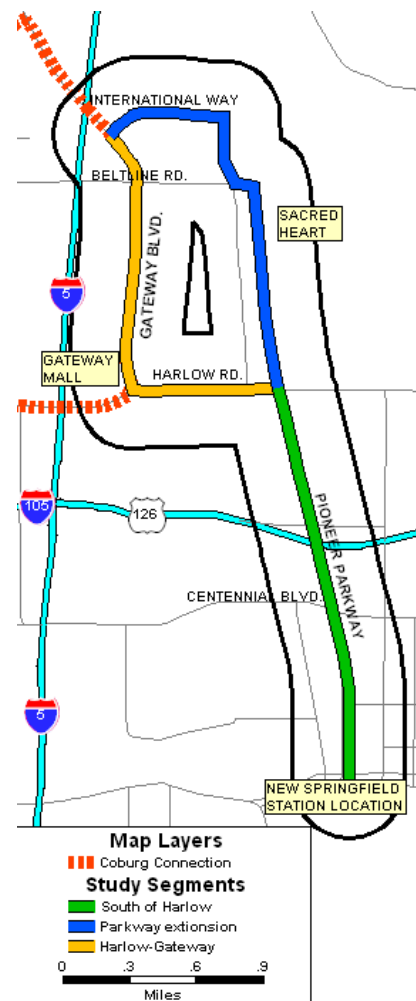 INTERNATIONAL WAY
BELTLINE RD.
SACRED
HEART
GATEWAY BLVD.
5
GATEWAY
MALL
HARLOW RD.
105
126
PIONEER PARKWAY
CENTENNIAL BLVD.
5
NEW SPRINGFIELD
STATION LOCATION
Map Layers
Coburg Connection
Study Segments
South of Harlow
Parkway extionsion
Harlow-Gateway
0 .3 .6 .9
Miles